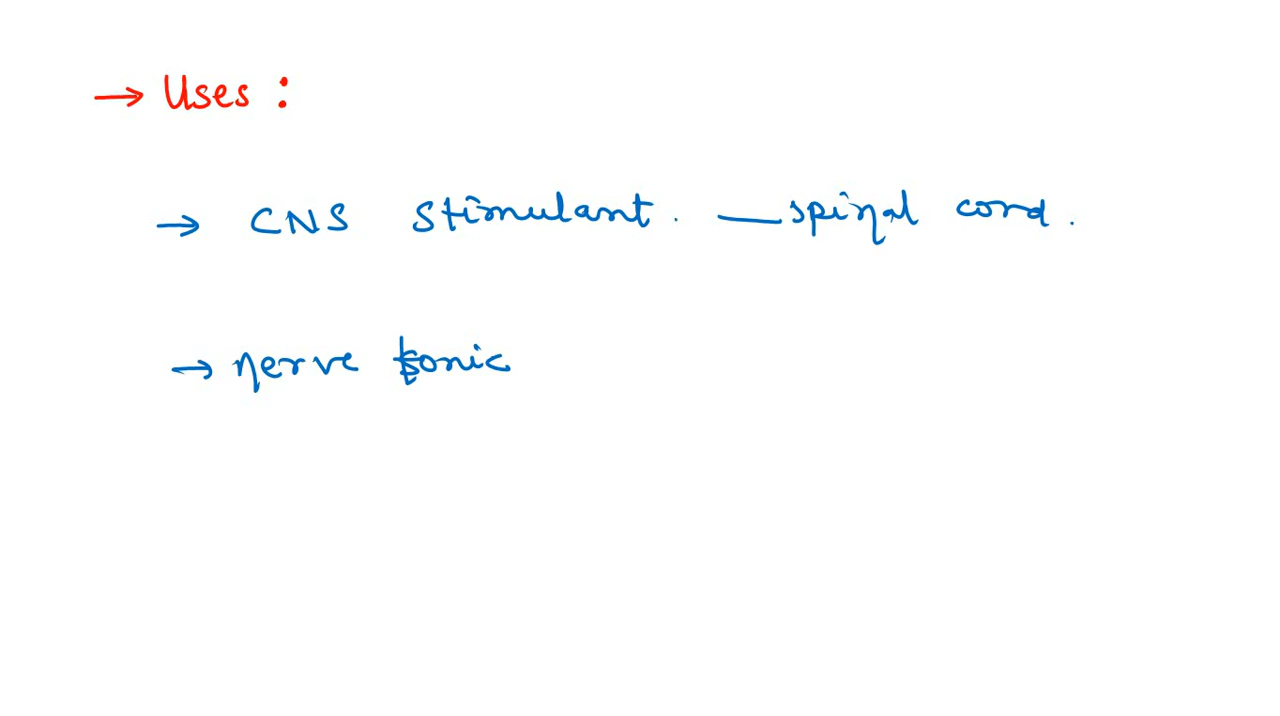 → Uses :
→ CNS stimulant. — spinal cord.
→ nerve tonic